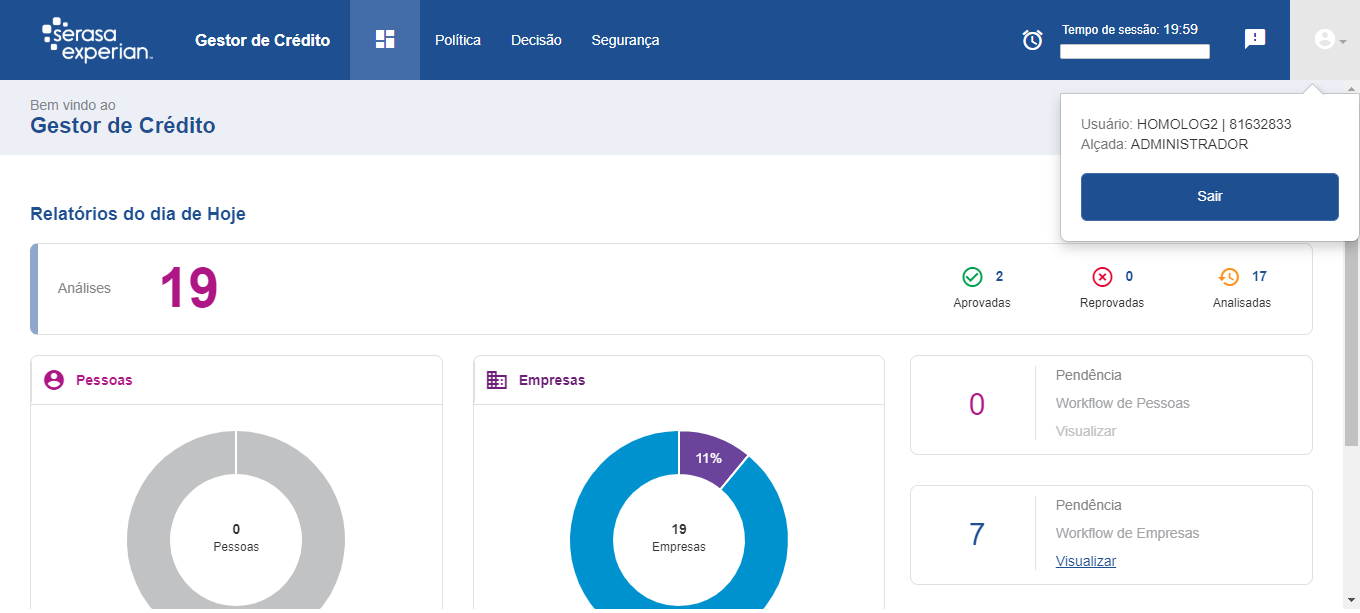 serasa
experian™
Gestor de Crédito
Política
Decisão
Segurança
Tempo de sessão: 19:59
Bem vindo ao
Gestor de Crédito
Usuário: HOMOLOG2 | 81632833
Alçada: ADMINISTRADOR
Sair
Relatórios do dia de Hoje
Análises
19
2
Aprovadas
0
Reprovadas
17
Analisadas
Pessoas
0
Pessoas
Empresas
11%
19
Empresas
0
Pendência
Workflow de Pessoas
Visualizar
7
Pendência
Workflow de Empresas
Visualizar